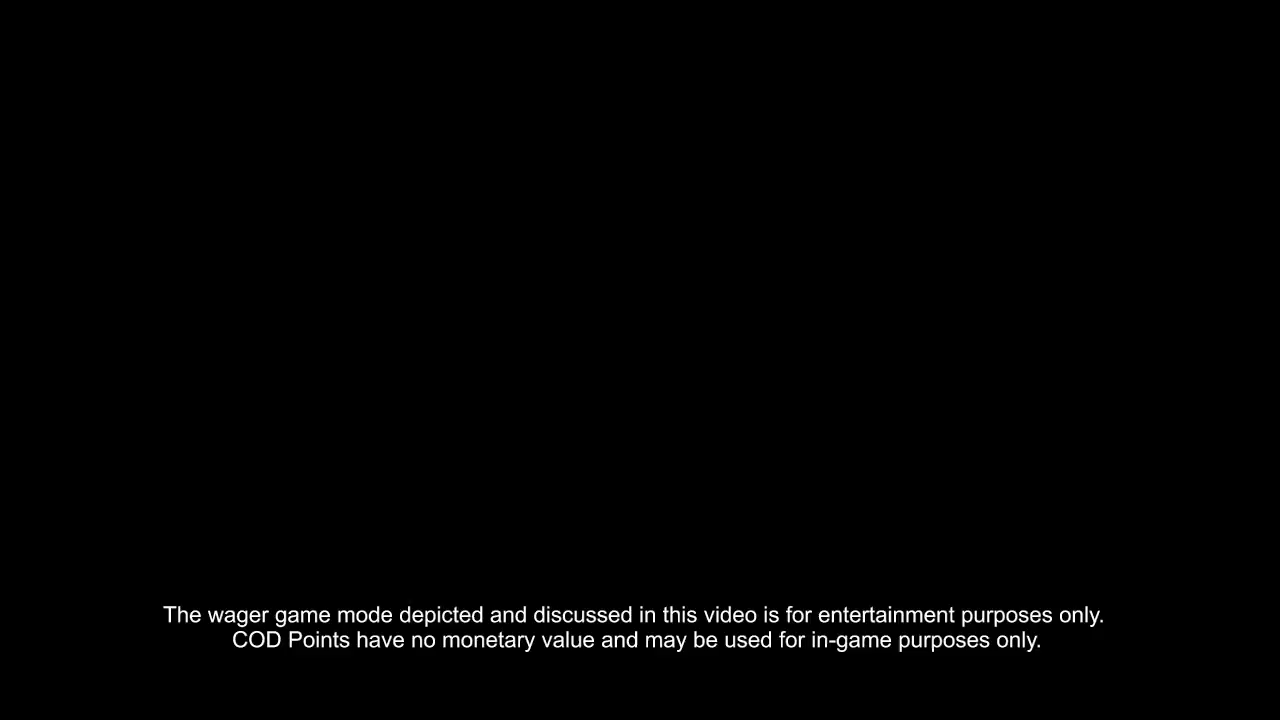 The wager game mode depicted and discussed in this video is for entertainment purposes only.
COD Points have no monetary value and may be used for in-game purposes only.